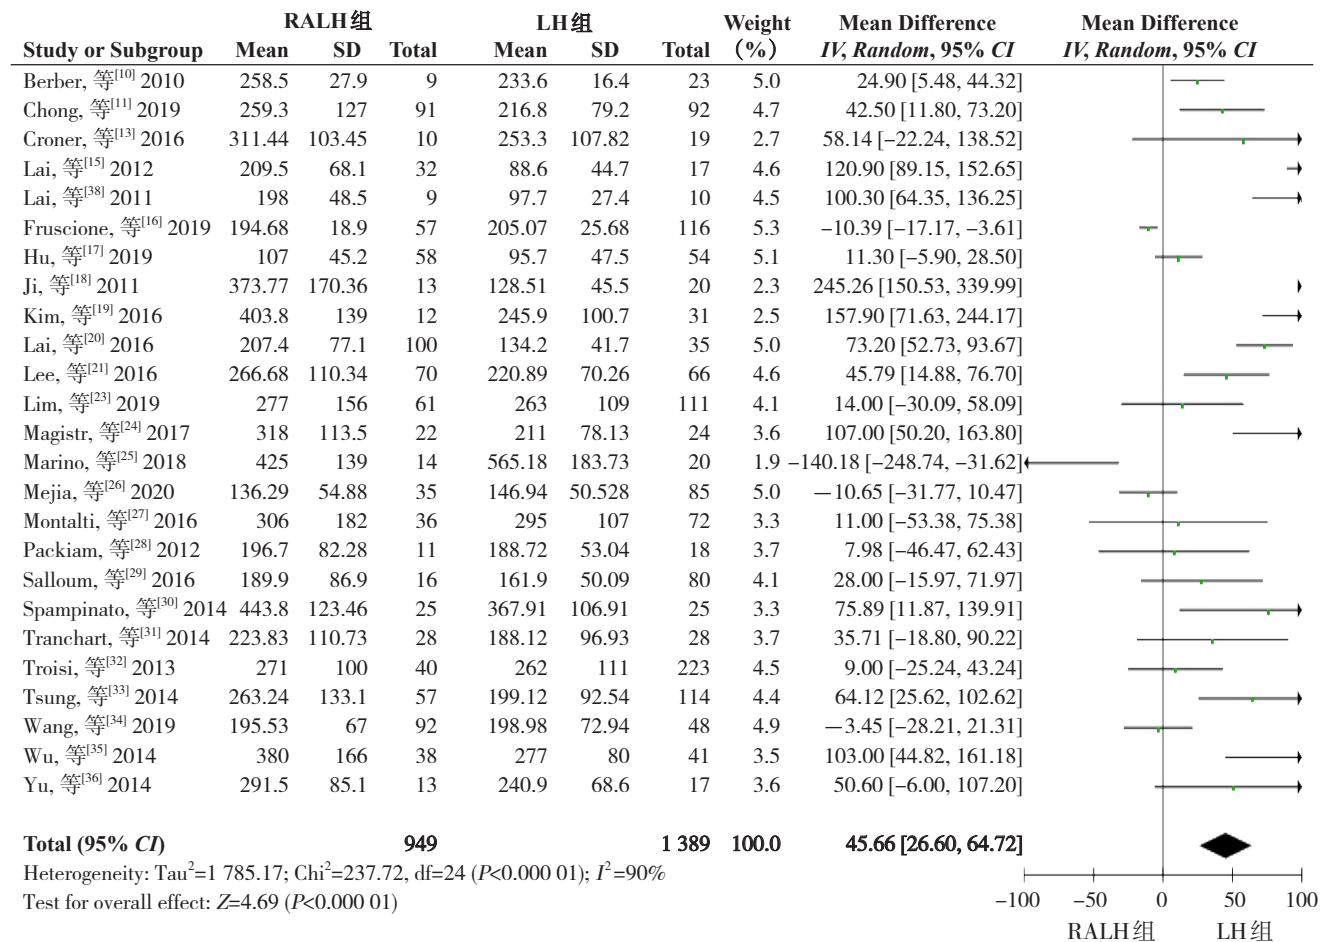 RALH组 LH组 Weight Mean Difference Mean Difference
Study or Subgroup Mean SD Total Mean SD Total (%) IV, Random, 95% CI IV, Random, 95% CI
Berber, 等[10] 2010 258.5 27.9 9 233.6 16.4 23 5.0 24.90 [5.48, 44.32]
Chong, 等[11] 2019 259.3 127 91 216.8 79.2 92 4.7 42.50 [11.80, 73.20]
Croner, 等[13] 2016 311.44 103.45 10 253.3 107.82 19 2.7 58.14 [−22.24, 138.52]
Lai, 等[15] 2012 209.5 68.1 32 88.6 44.7 17 4.6 120.90 [89.15, 152.65]
Lai, 等[38] 2011 198 48.5 9 97.7 27.4 10 4.5 100.30 [64.35, 136.25]
Fruscione, 等[16] 2019 194.68 18.9 57 205.07 25.68 116 5.3 −10.39 [−17.17, −3.61]
Hu, 等[17] 2019 107 45.2 58 95.7 47.5 54 5.1 11.30 [−5.90, 28.50]
Ji, 等[18] 2011 373.77 170.36 13 128.51 45.5 20 2.3 245.26 [150.53, 339.99]
Kim, 等[19] 2016 403.8 139 12 245.9 100.7 31 2.5 157.90 [71.63, 244.17]
Lai, 等[20] 2016 207.4 77.1 100 134.2 41.7 35 5.0 73.20 [52.73, 93.67]
Lee, 等[21] 2016 266.68 110.34 70 220.89 70.26 66 4.6 45.79 [14.88, 76.70]
Lim, 等[23] 2019 277 156 61 263 109 111 4.1 14.00 [−30.09, 58.09]
Magistr, 等[24] 2017 318 113.5 22 211 78.13 24 3.6 107.00 [50.20, 163.80]
Marino, 等[25] 2018 425 139 14 565.18 183.73 20 1.9 −140.18 [−248.74, −31.62]
Mejia, 等[26] 2020 136.29 54.88 35 146.94 50.528 85 5.0 −10.65 [−31.77, 10.47]
Montalti, 等[27] 2016 306 182 36 295 107 72 3.3 11.00 [−53.38, 75.38]
Packiam, 等[28] 2012 196.7 82.28 11 188.72 53.04 18 3.7 7.98 [−46.47, 62.43]
Salloum, 等[29] 2016 189.9 86.9 16 161.9 50.09 80 4.1 28.00 [−15.97, 71.97]
Spampinato, 等[30] 2014 443.8 123.46 25 367.91 106.91 25 3.3 75.89 [11.87, 139.91]
Tranchart, 等[31] 2014 223.83 110.73 28 188.12 96.93 28 3.7 35.71 [−18.80, 90.22]
Troisi, 等[32] 2013 271 100 40 262 111 223 4.5 9.00 [−25.24, 43.24]
Tsung, 等[33] 2014 263.24 133.1 57 199.12 92.54 114 4.4 64.12 [25.62, 102.62]
Wang, 等[34] 2019 195.53 67 92 198.98 72.94 48 4.9 −3.45 [−28.21, 21.31]
Wu, 等[35] 2014 380 166 38 277 80 41 3.5 103.00 [44.82, 161.18]
Yu, 等[36] 2014 291.5 85.1 13 240.9 68.6 17 3.6 50.60 [−6.00, 107.20]
Total (95% CI) 949 1 389 100.0 45.66 [26.60, 64.72]
Heterogeneity: Tau²=1 785.17; Chi²=237.72, df=24 (P<0.000 01); I²=90%
Test for overall effect: Z=4.69 (P<0.000 01)
−100 −50 0 50 100
RALH组 LH组